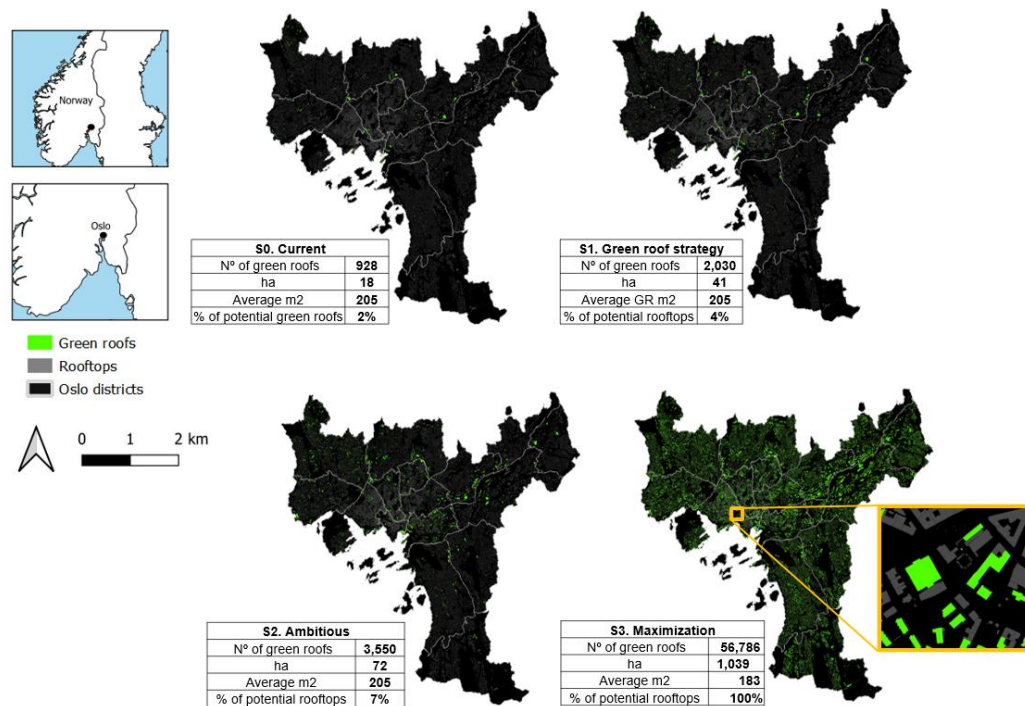 Norway
Oslo
Green roofs
Rooftops
Oslo districts
0 1 2 km
S0. Current
Nº of green roofs 928
ha 18
Average m2 205
% of potential green roofs 2%
S1. Green roof strategy
Nº of green roofs 2,030
ha 41
Average GR m2 205
% of potential rooftops 4%
S2. Ambitious
Nº of green roofs 3,550
ha 72
Average m2 205
% of potential rooftops 7%
S3. Maximization
Nº of green roofs 56,786
ha 1,039
Average m2 183
% of potential rooftops 100%